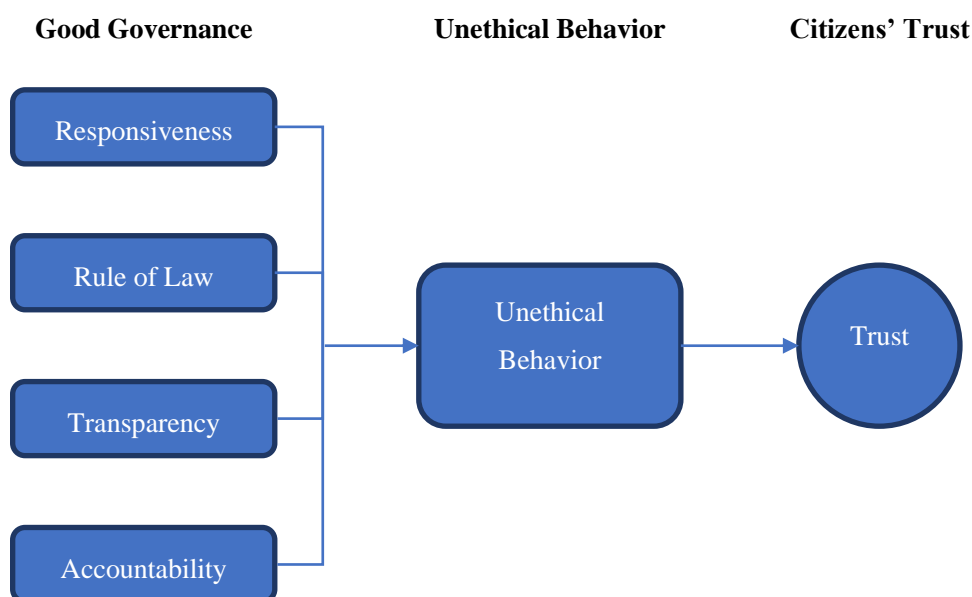 Good Governance
Unethical Behavior
Citizens’ Trust
Responsiveness
Rule of Law
Transparency
Accountability
Unethical
Behavior
Trust